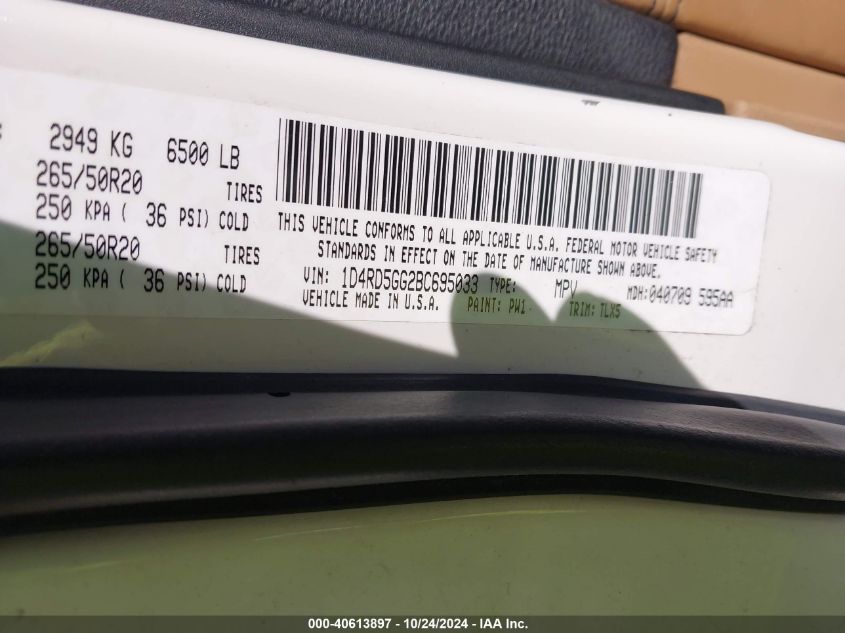 2949 KG 6500 LB
265/50R20 TIRES
250 KPA ( 36 PSI) COLD
265/50R20 TIRES
250 KPA ( 36 PSI) COLD
THIS VEHICLE CONFORMS TO ALL APPLICABLE U.S.A. FEDERAL MOTOR VEHICLE SAFETY
STANDARDS IN EFFECT ON THE DATE OF MANUFACTURE SHOWN ABOVE.
VIN: 1D4RD5GG2BC695033 TYPE: MPV MDH:040709 595AA
VEHICLE MADE IN U.S.A. PAINT: PW1 TRIM: TLX5
000-40613897 - 10/24/2024 - IAA Inc.